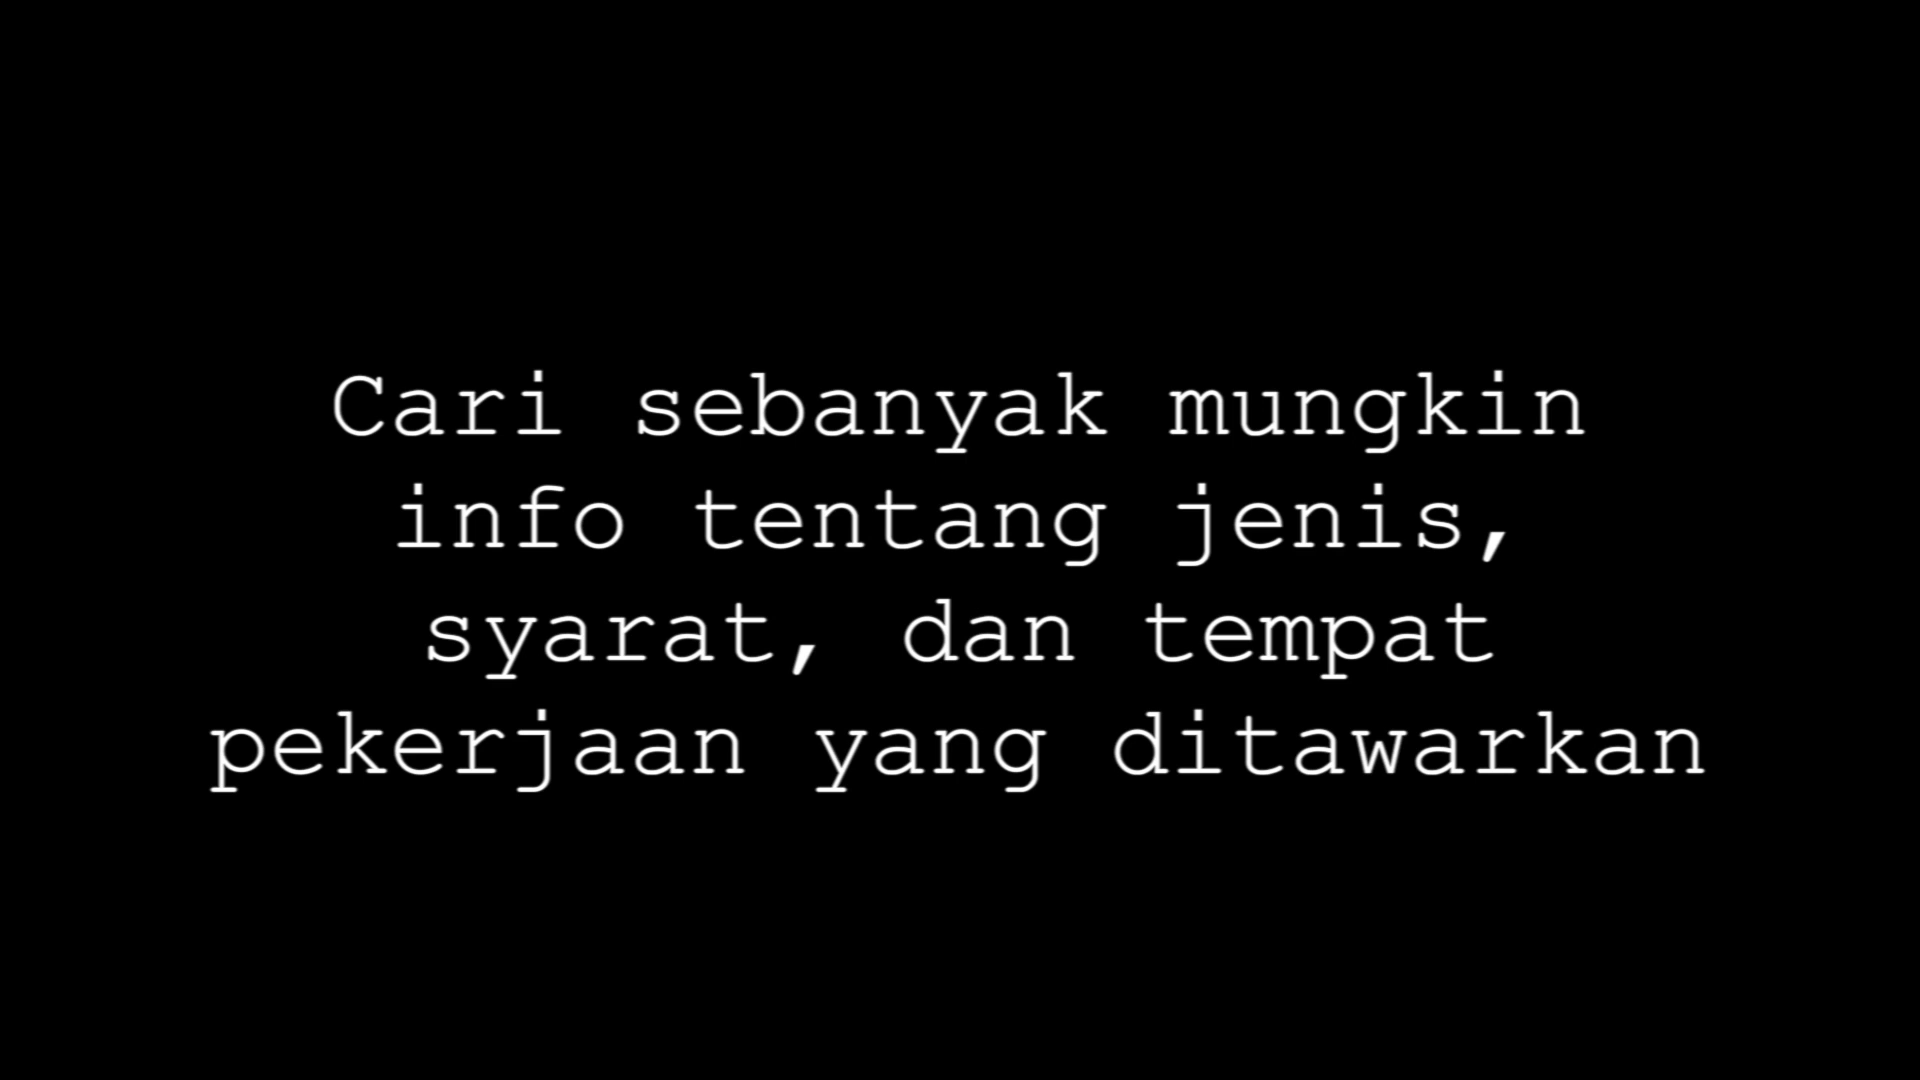 Cari sebanyak mungkin
info tentang jenis,
syarat, dan tempat
pekerjaan yang ditawarkan